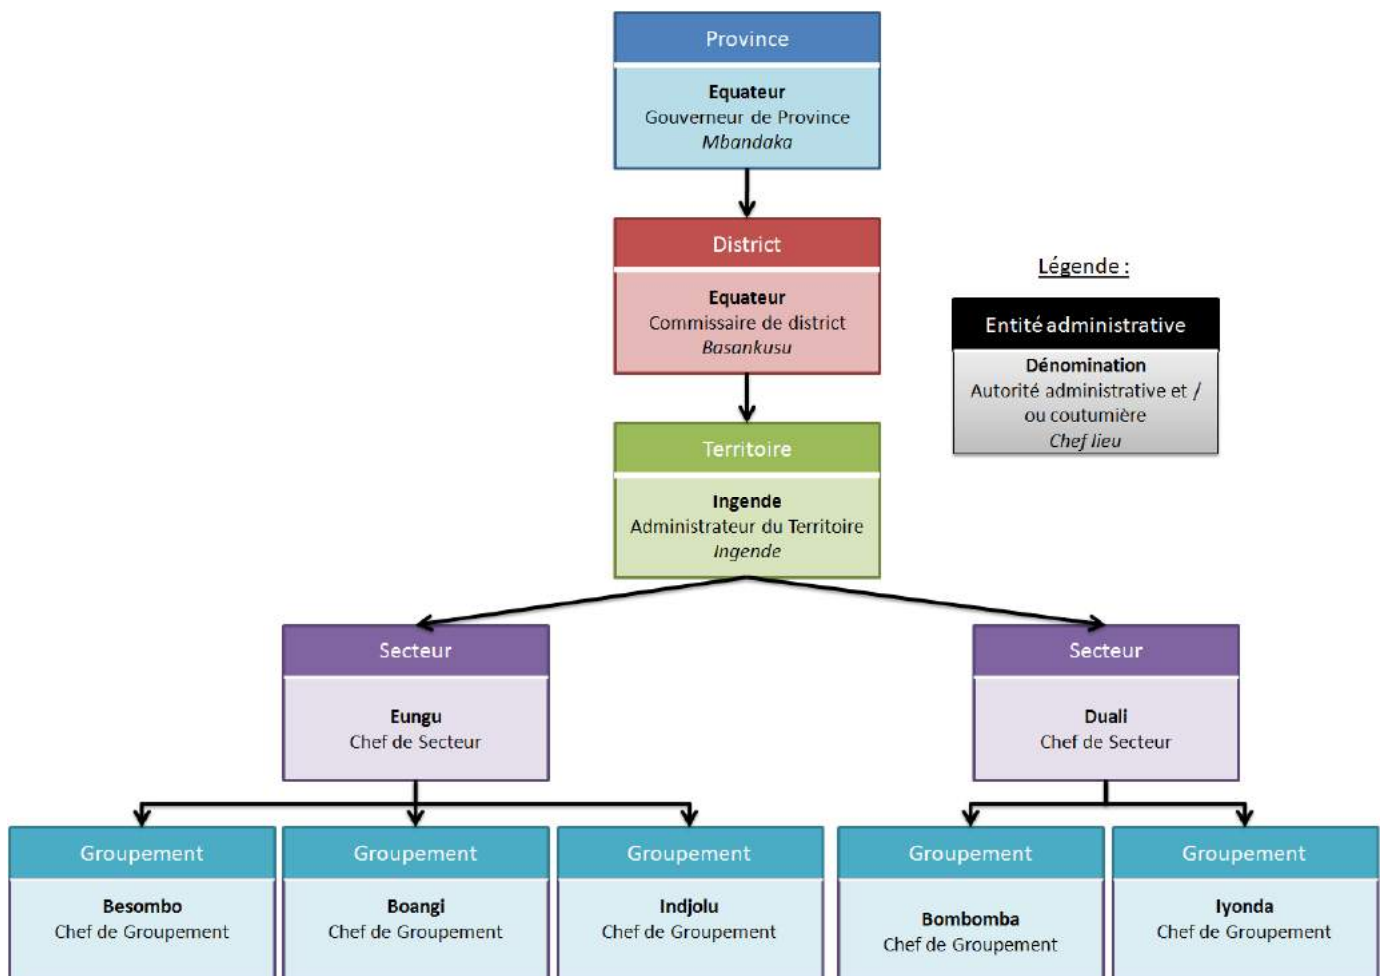 Province
Equateur
Gouverneur de Province
Mbandaka
District
Equateur
Commissaire de district
Basankusu
Légende :
Entité administrative
Dénomination
Autorité administrative et /
ou coutumière
Chef lieu
Territoire
Ingende
Administrateur du Territoire
Ingende
Secteur
Eungu
Chef de Secteur
Secteur
Duali
Chef de Secteur
Groupement
Besombo
Chef de Groupement
Groupement
Boangi
Chef de Groupement
Groupement
Indjolu
Chef de Groupement
Groupement
Bombomba
Chef de Groupement
Groupement
Iyonda
Chef de Groupement